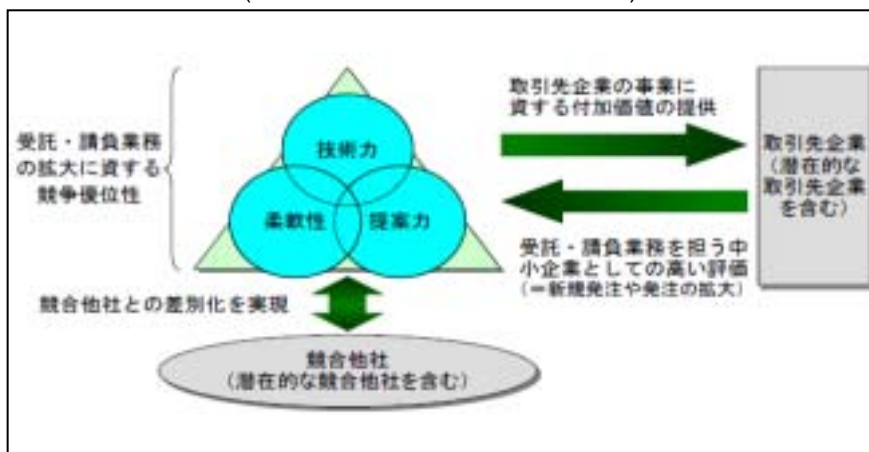 受託・請負業務
の拡大に資する
競争優位性
技術力
柔軟性
提案力
取引先企業の事業に
資する付加価値の提供
取引先企業
(潜在的な
取引先企業
を含む)
受託・請負業務を担う中
小企業としての高い評価
(=新規発注や発注の拡大)
競合他社との差別化を実現
競合他社
(潜在的な競合他社を含む)